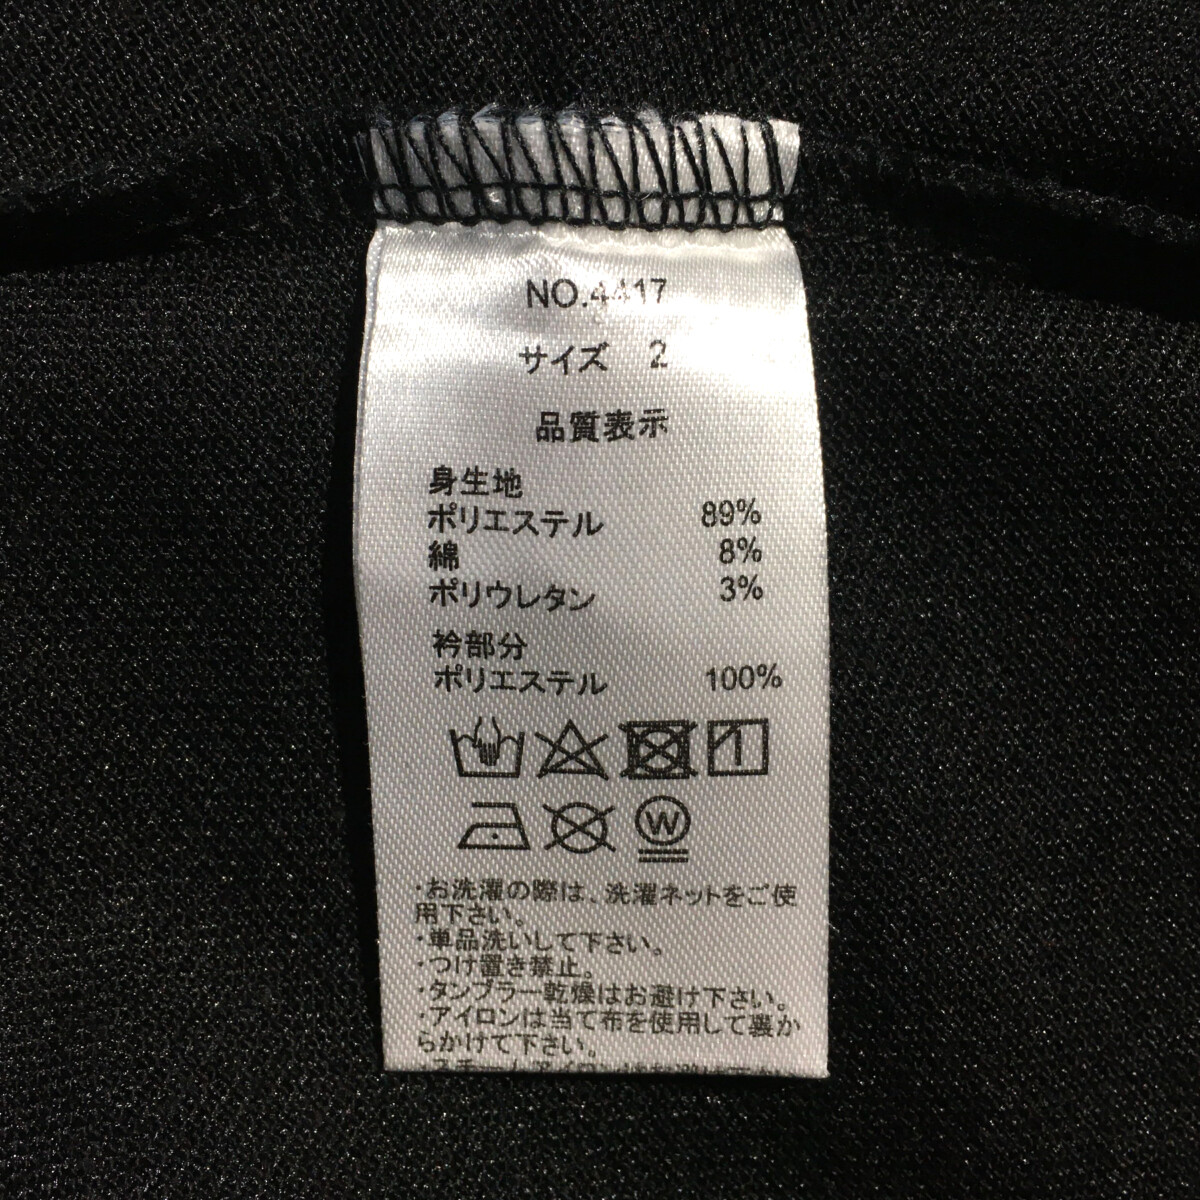 NO.4417
サイズ 2
品質表示
身生地
ポリエステル 89%
綿 8%
ポリウレタン 3%
衿部分
ポリエステル 100%
W
・お洗濯の際は、洗濯ネットをご使
用下さい。
・単品洗いして下さい。
・つけ置き禁止。
・タンブラー乾燥はお避け下さい。
・アイロンは当て布を使用して裏か
らかけて下さい。